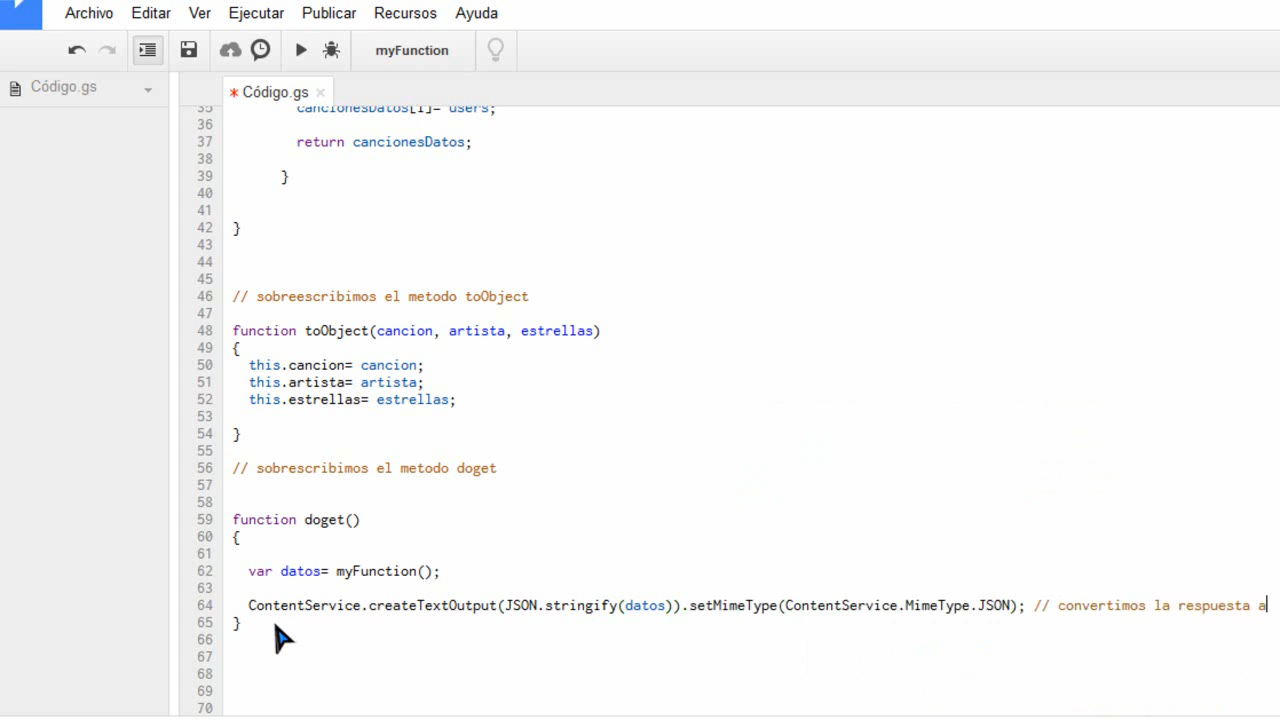 Archivo Editar Ver Ejecutar Publicar Recursos Ayuda
myFunction
Código.gs
* Código.gs ×
35 cancionesDatos[i]= users;
36
37 return cancionesDatos;
38
39 }
40
41
42 }
43
44
45
46 // sobreescribimos el metodo toObject
47
48 function toObject(cancion, artista, estrellas)
49 {
50 this.cancion= cancion;
51 this.artista= artista;
52 this.estrellas= estrellas;
53
54 }
55
56 // sobrescribimos el metodo doget
57
58
59 function doget()
60 {
61
62 var datos= myFunction();
63
64 ContentService.createTextOutput(JSON.stringify(datos)).setMimeType(ContentService.MimeType.JSON); // convertimos la respuesta a
65 }
66
67
68
69
70